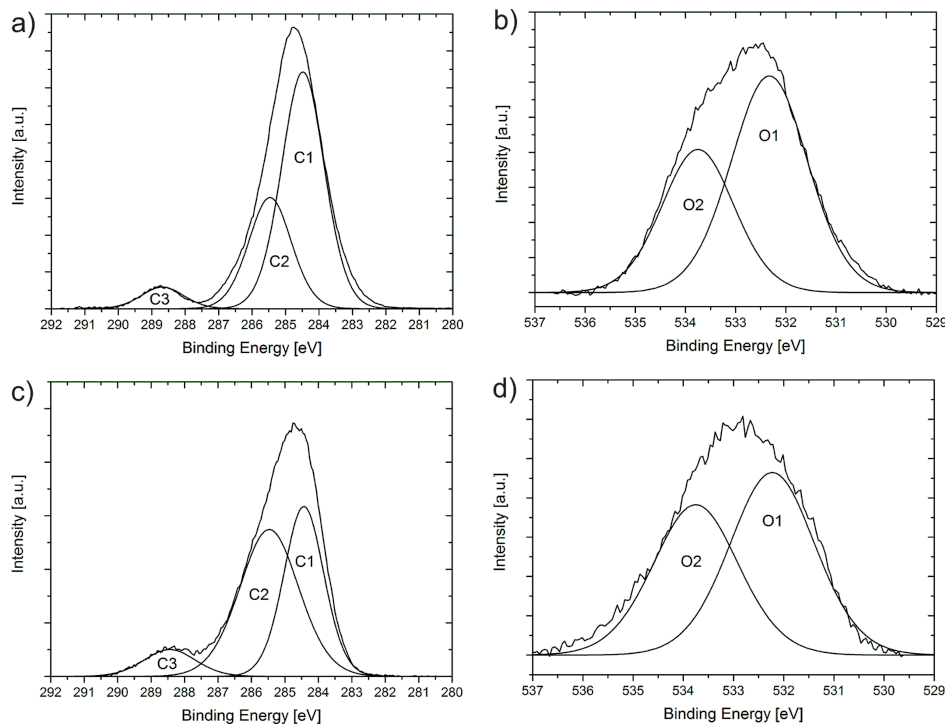 a)
Intensity [a.u.]
C1
C2
C3
292 291 290 289 288 287 286 285 284 283 282 281 280
Binding Energy [eV]
b)
Intensity [a.u.]
O1
O2
537 535 534 533 532 531 530 529
Binding Energy [eV]
c)
Intensity [a.u.]
C1
C2
C3
292 291 290 289 288 287 286 285 284 283 282 281 280
Binding Energy [eV]
d)
Intensity [a.u.]
O1
O2
537 535 534 533 532 531 530 529
Binding Energy [eV]